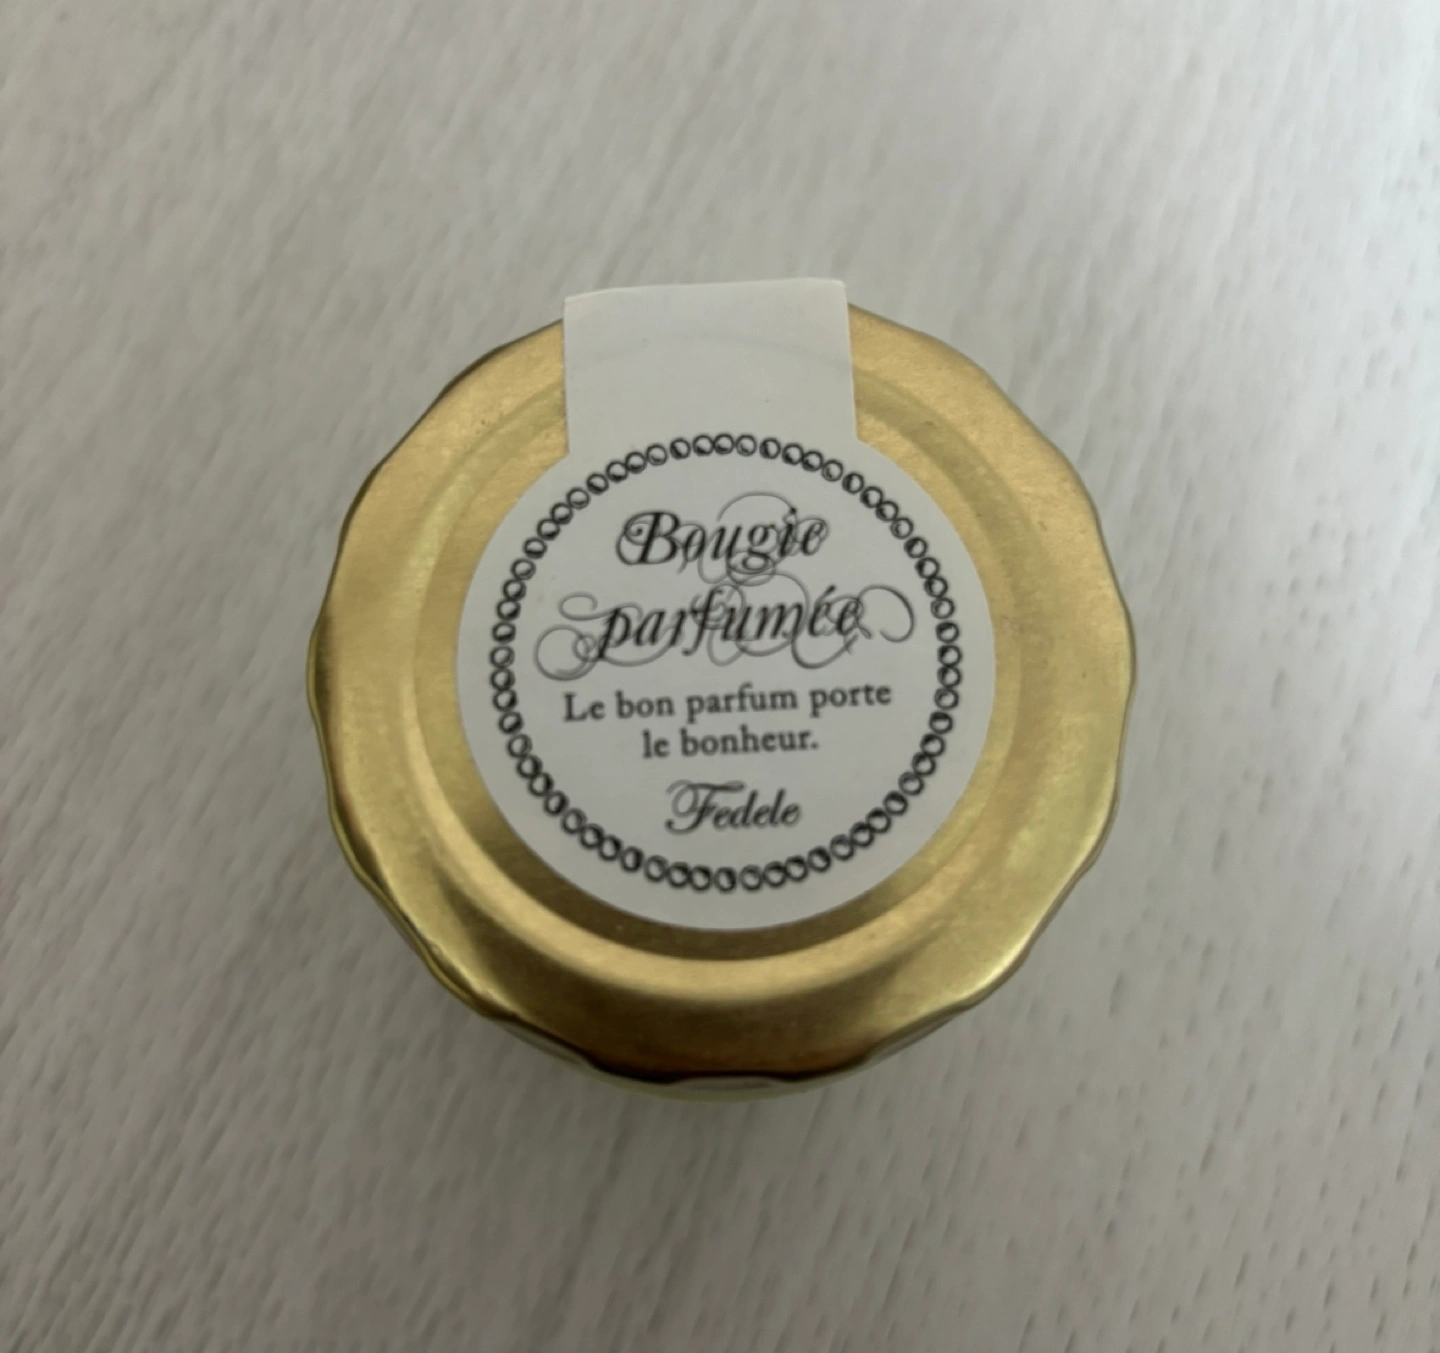 Bougie
parfumée
Le bon parfum porte
le bonheur.
Fedele